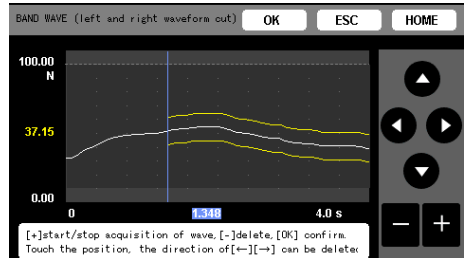 BAND WAVE (left and right waveform cut) OK ESC HOME
100.00
N
37.15
0.00
0 1.348 4.0 s
[+]start/stop acquisition of wave,[-]delete,[OK] confirm.
Touch the position, the direction of[←][→] can be deleted
− +